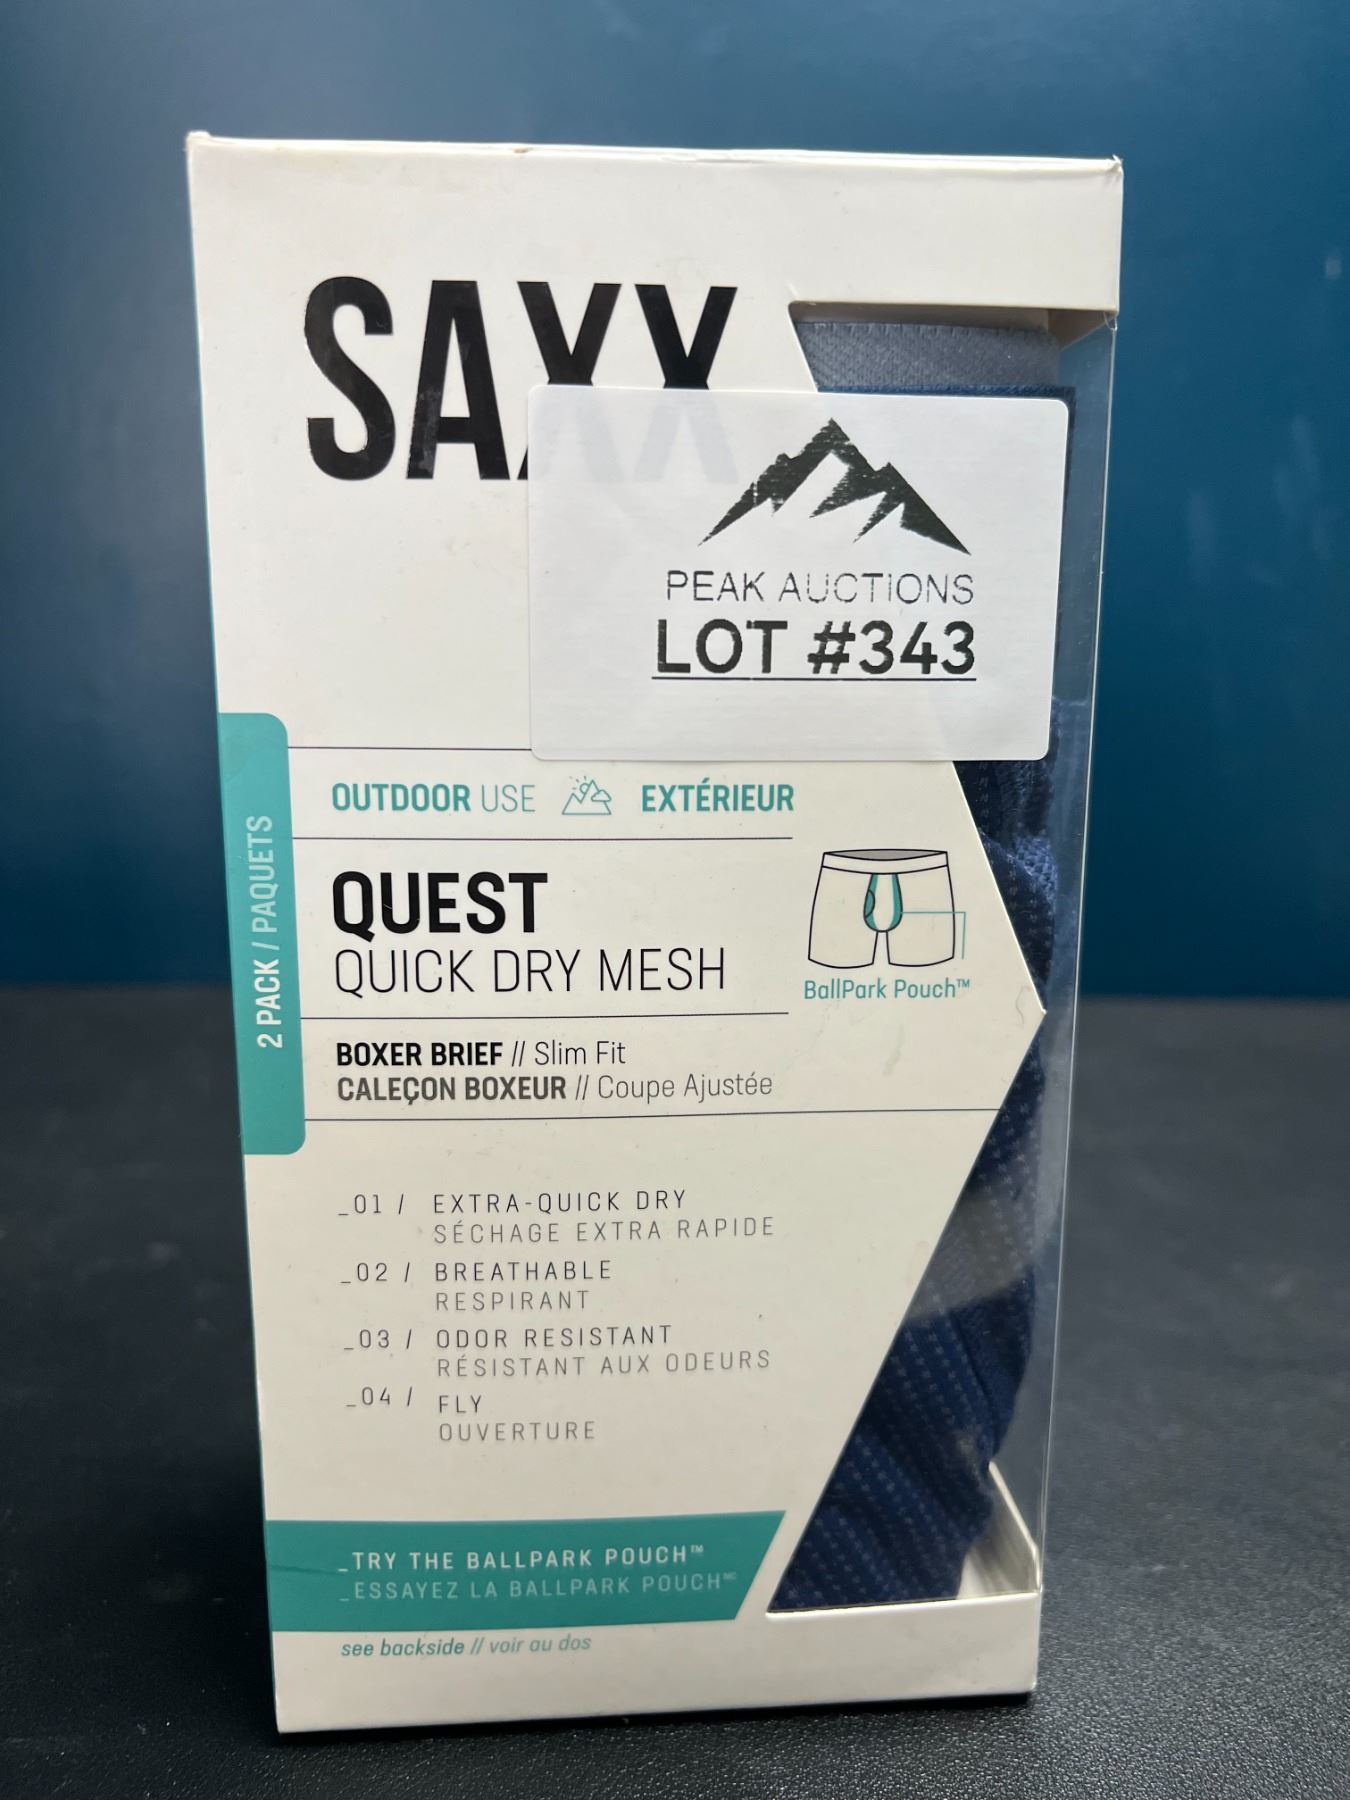 SAXX
PEAK AUCTIONS
LOT #343
OUTDOOR USE EXTÉRIEUR
2 PACK / PAQUETS
QUEST
QUICK DRY MESH
BallPark Pouch™
BOXER BRIEF // Slim Fit
CALEÇON BOXEUR // Coupe Ajustée
_01 / EXTRA-QUICK DRY
SÉCHAGE EXTRA RAPIDE
_02 / BREATHABLE
RESPIRANT
_03 / ODOR RESISTANT
RÉSISTANT AUX ODEURS
_04 / FLY
OUVERTURE
_TRY THE BALLPARK POUCH™
_ESSAYEZ LA BALLPARK POUCHᴹᶜ
see backside // voir au dos